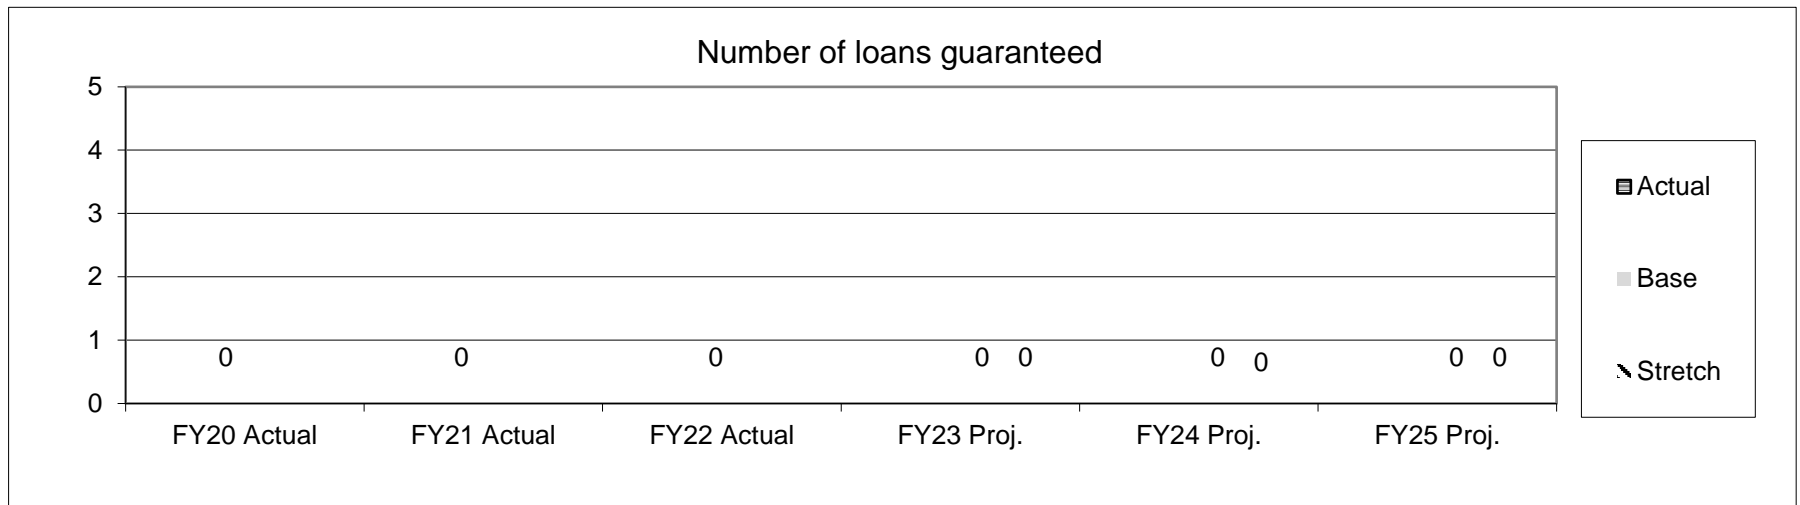 Number of loans guaranteed
5
4
3
2
1
0
0 0 0 0 0 0 0 0 0
FY20 Actual FY21 Actual FY22 Actual FY23 Proj. FY24 Proj. FY25 Proj.
Actual
Base
Stretch